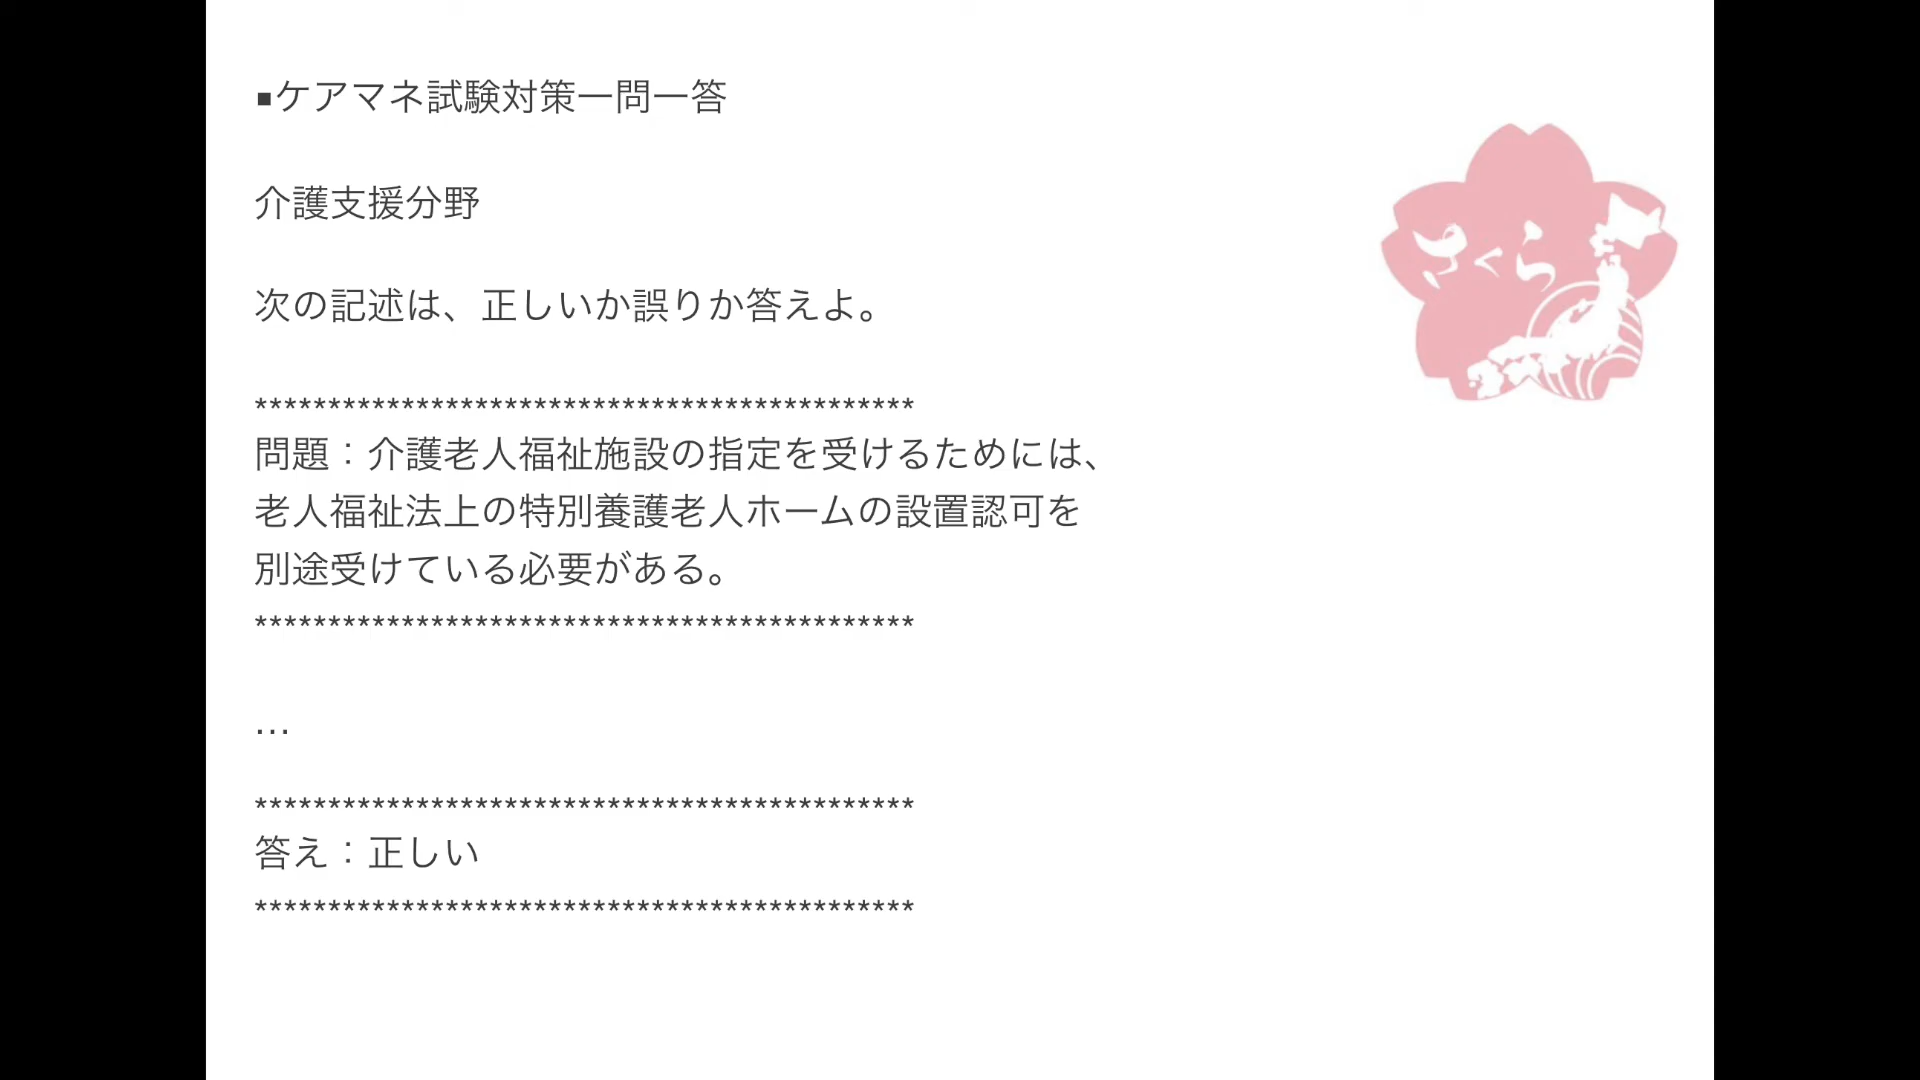 ▪ケアマネ試験対策一問一答
介護支援分野
次の記述は、正しいか誤りか答えよ。
さくら
*********************************************
問題：介護老人福祉施設の指定を受けるためには、
老人福祉法上の特別養護老人ホームの設置認可を
別途受けている必要がある。
*********************************************
…
*********************************************
答え：正しい
*********************************************